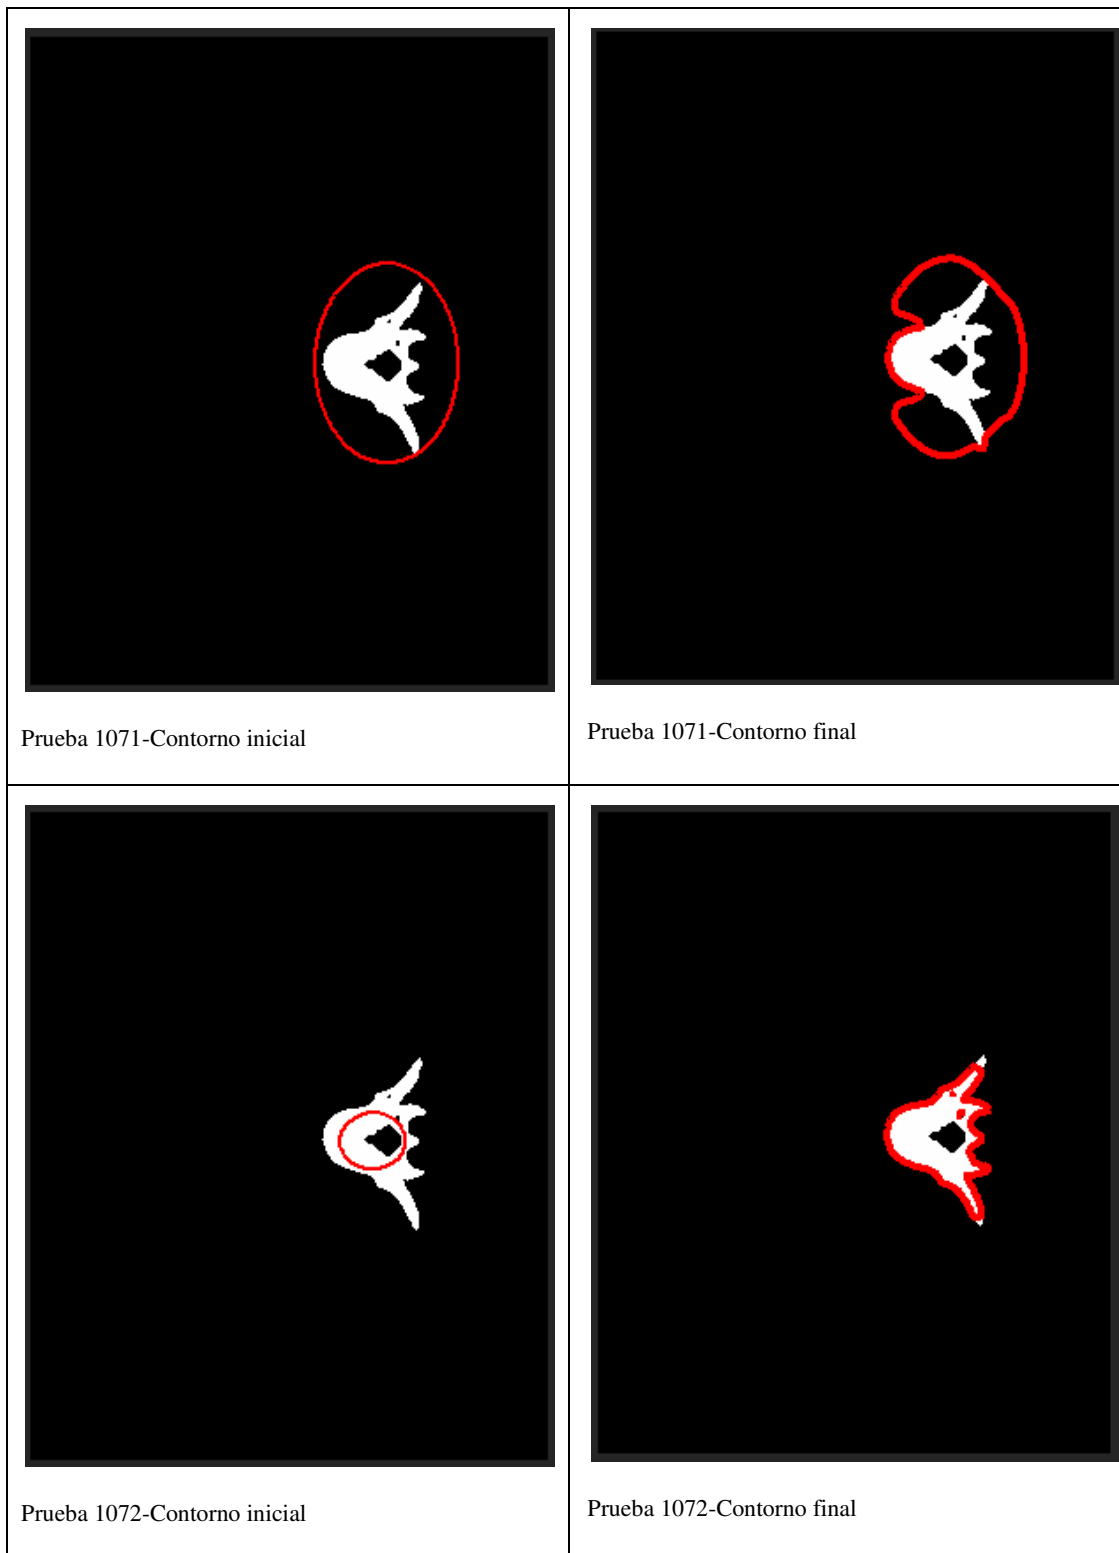 Prueba 1071-Contorno inicial
Prueba 1071-Contorno final
Prueba 1072-Contorno inicial
Prueba 1072-Contorno final